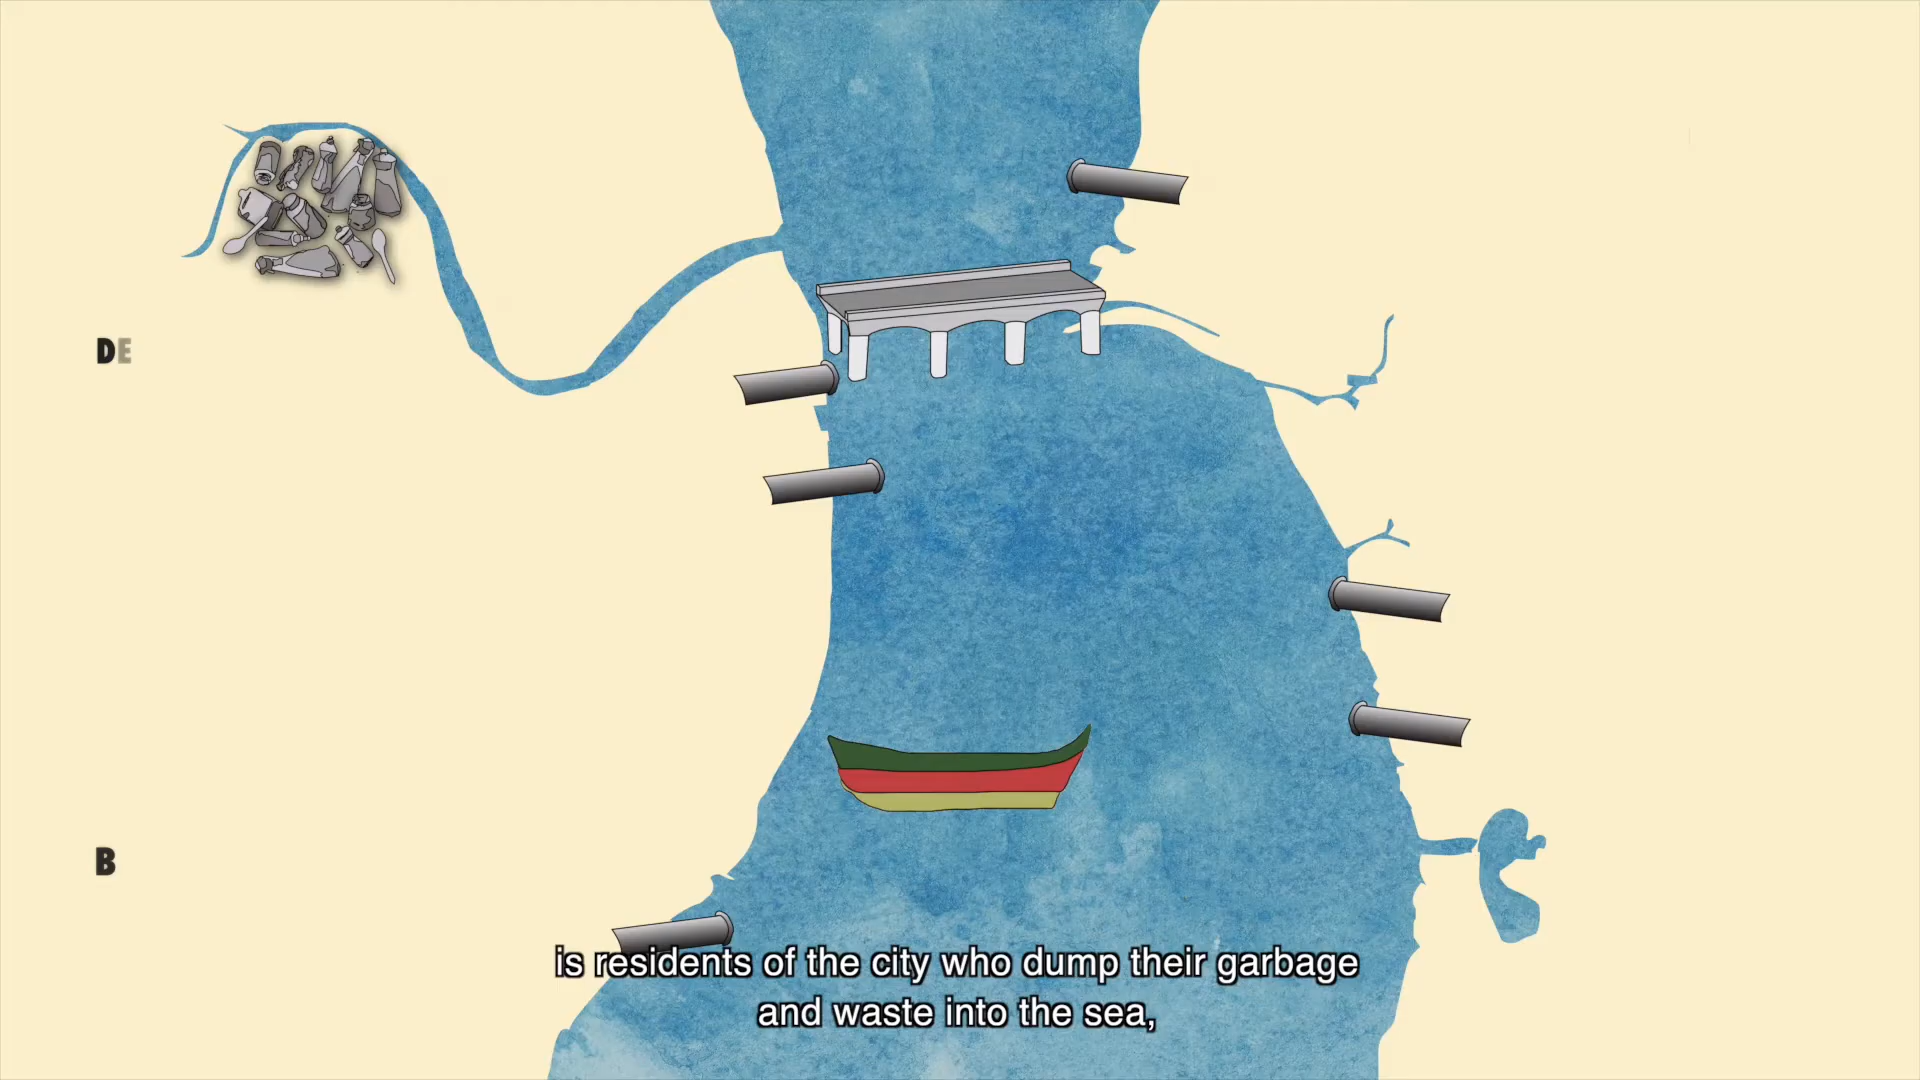 DE
B
is residents of the city who dump their garbage
and waste into the sea,